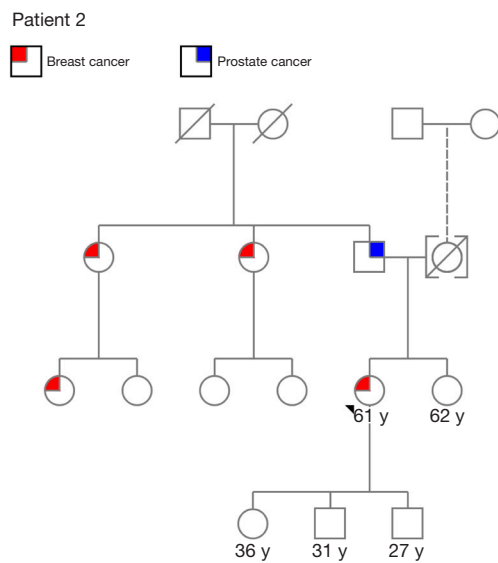 Patient 2
Breast cancer
Prostate cancer
61 y
62 y
36 y
31 y
27 y